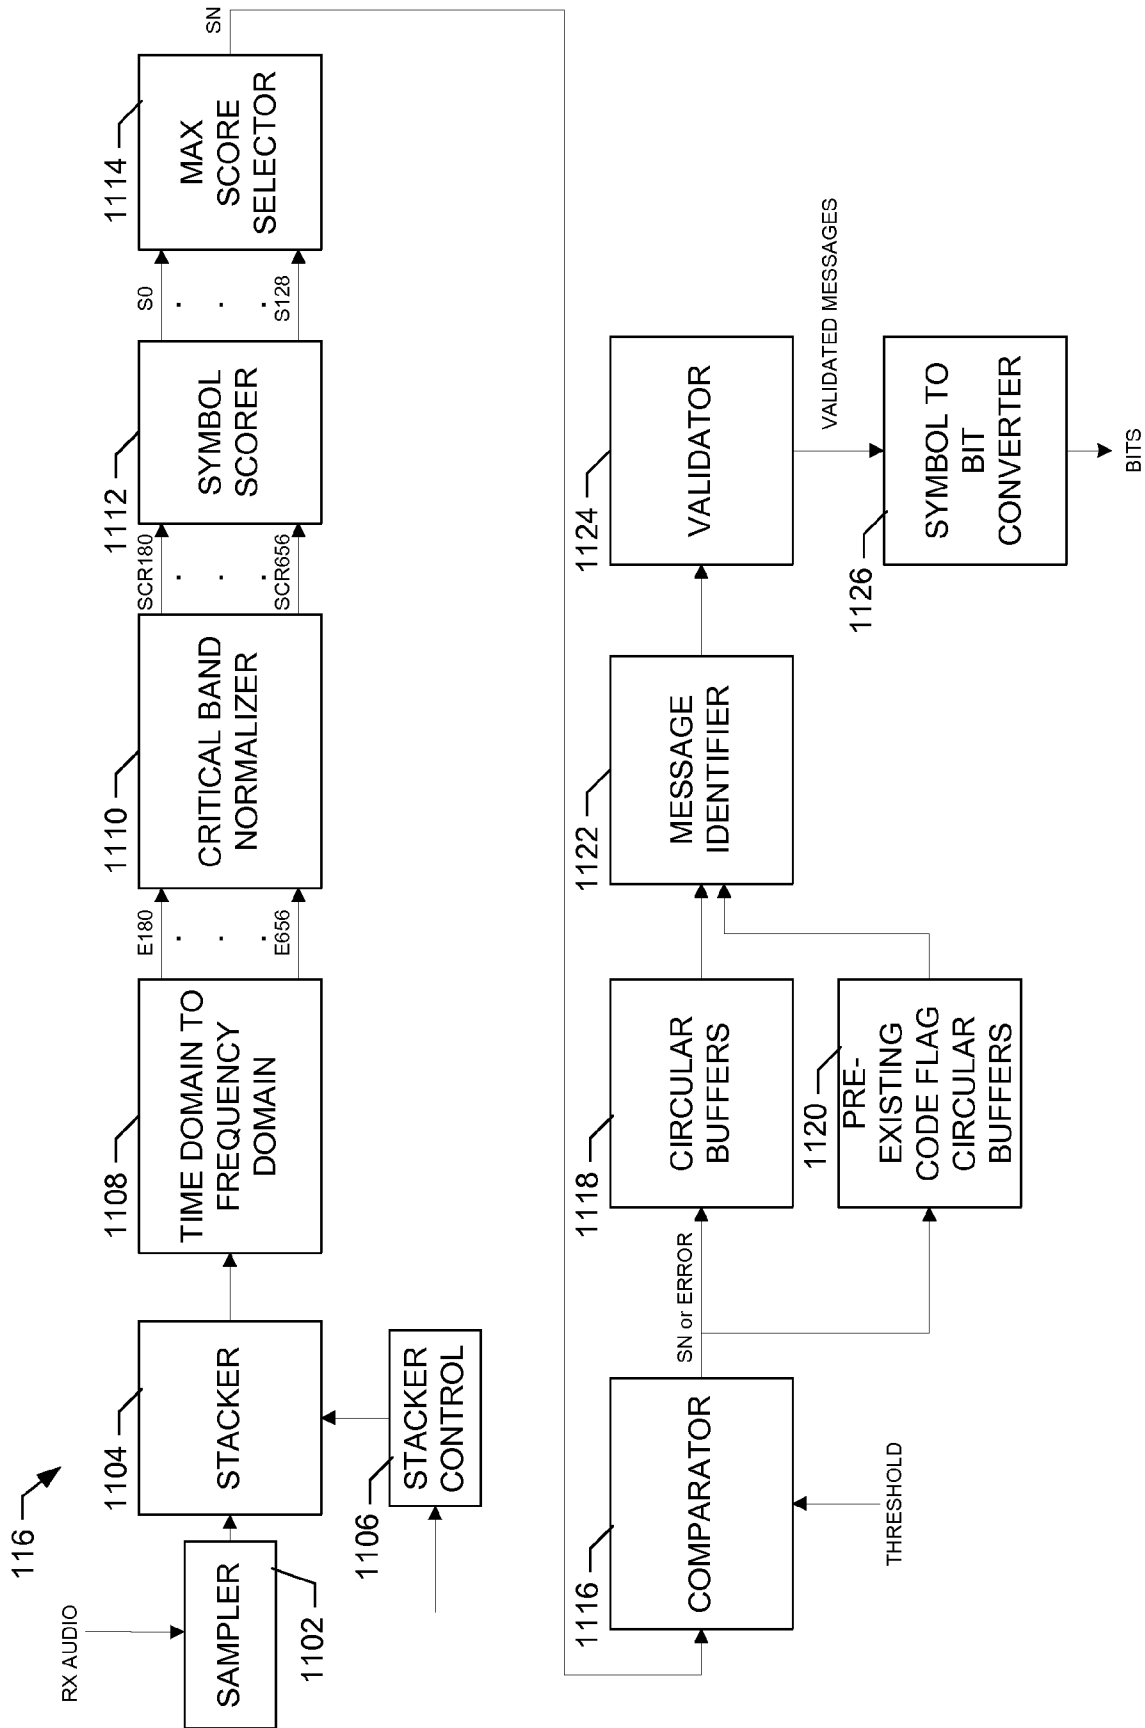 116
RX AUDIO
SAMPLER
1102
1104
STACKER
1106
STACKER
CONTROL
1108
TIME DOMAIN TO
FREQUENCY
DOMAIN
E180
. . .
E656
1110
CRITICAL BAND
NORMALIZER
SCR180
. . .
SCR656
1112
SYMBOL
SCORER
S0
. . .
S128
1114
MAX
SCORE
SELECTOR
SN
1116
COMPARATOR
THRESHOLD
SN or ERROR
1118
CIRCULAR
BUFFERS
1120
PRE-
EXISTING
CODE FLAG
CIRCULAR
BUFFERS
1122
MESSAGE
IDENTIFIER
1124
VALIDATOR
VALIDATED MESSAGES
1126
SYMBOL TO
BIT
CONVERTER
BITS